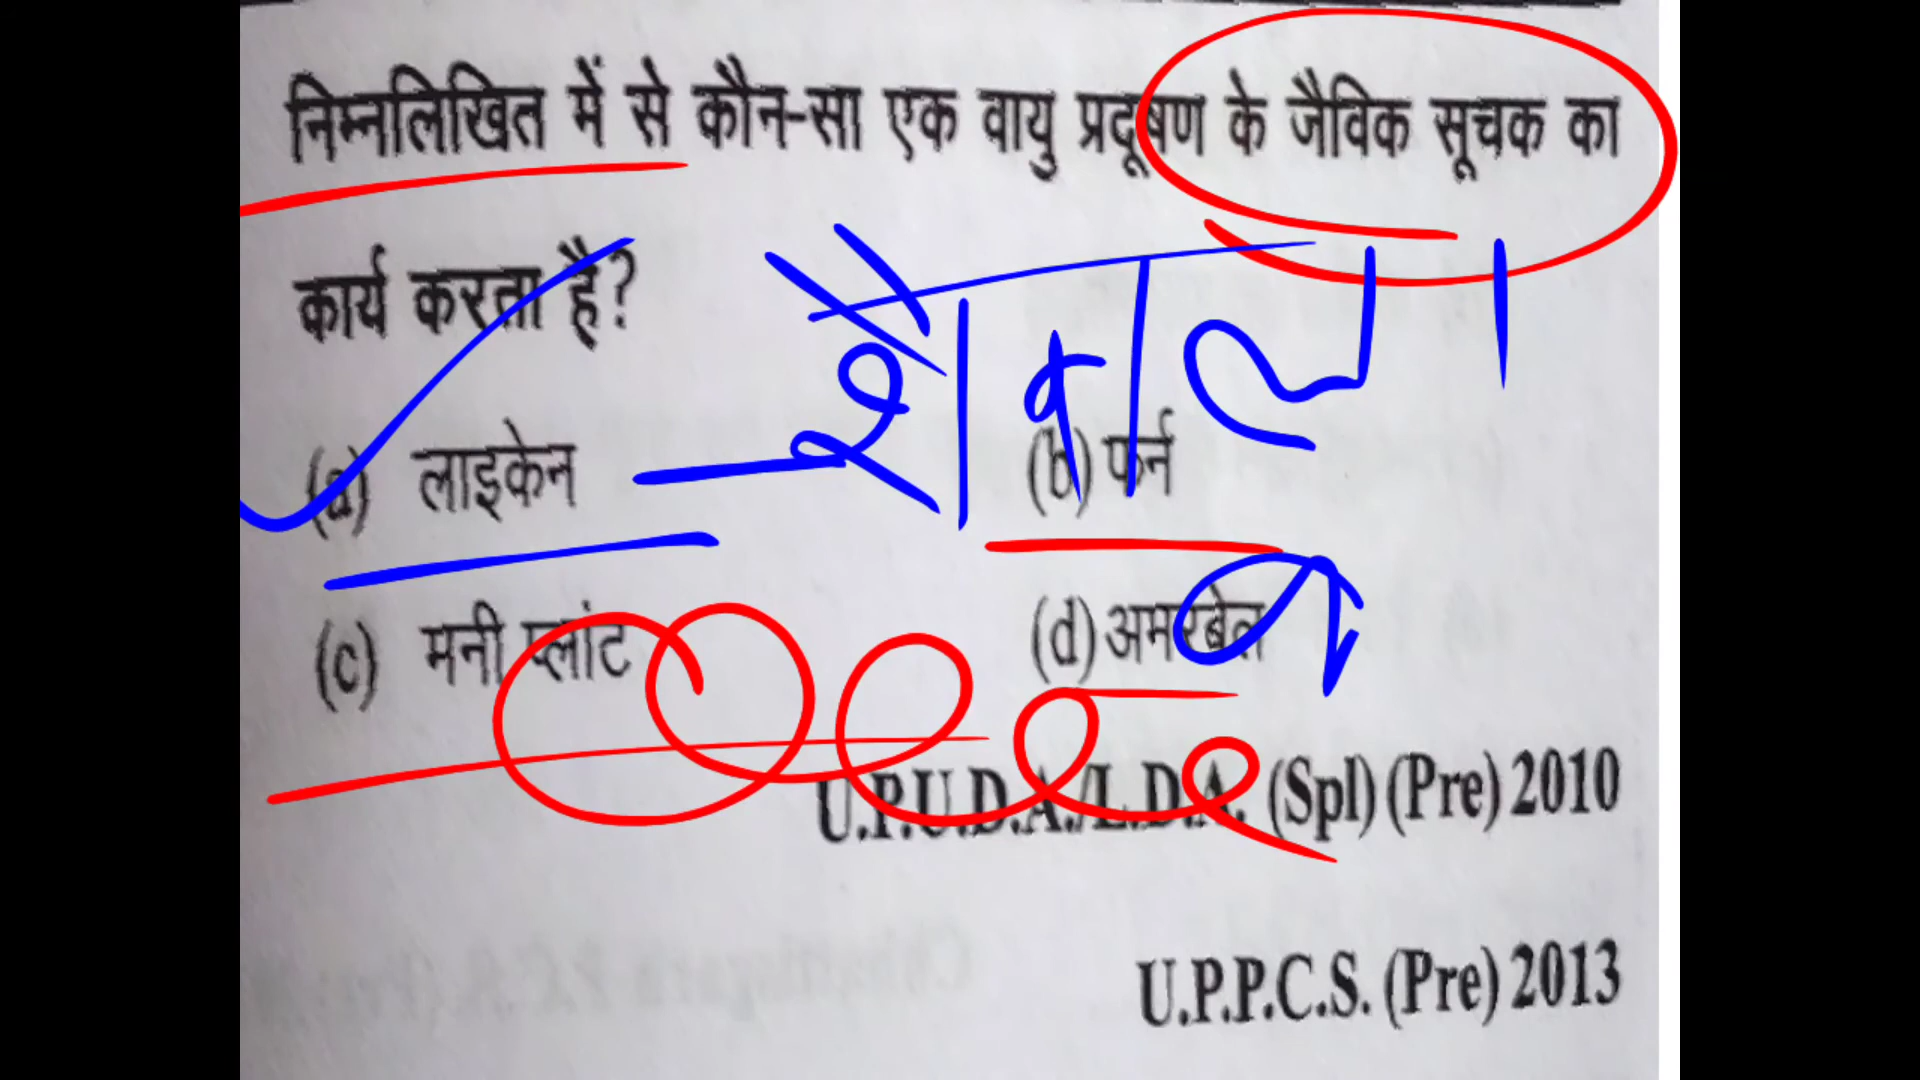 निम्नलिखित में से कौन-सा एक वायु प्रदूषण के जैविक सूचक का
कार्य करता है?
शैवाल
(a) लाइकेन
(b) फर्न
(c) मनी प्लांट
(d) अमरबेल
U.P.U.D.A./L.D.A. (Spl) (Pre) 2010
U.P.P.C.S. (Pre) 2013